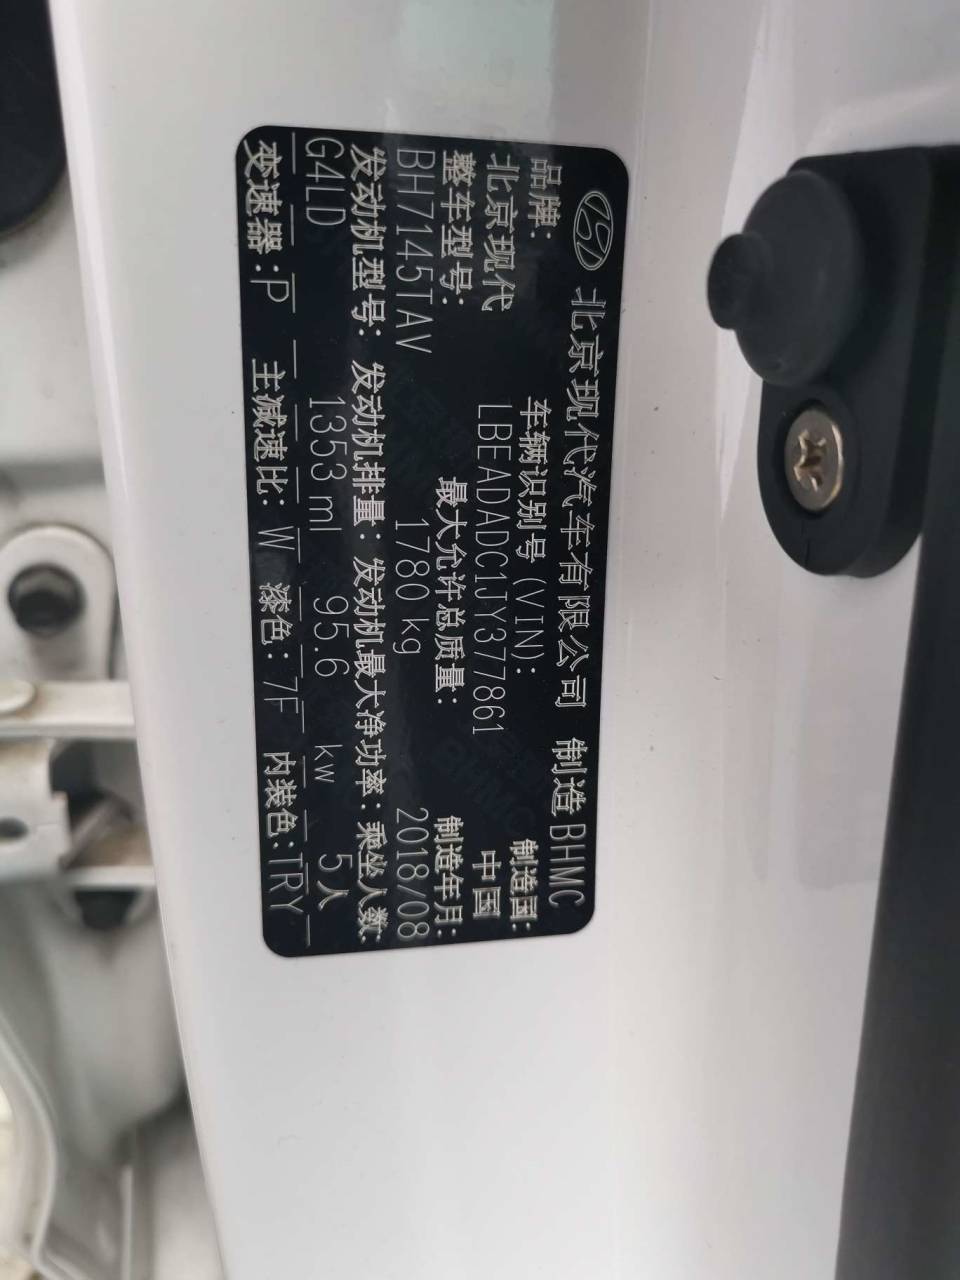 北京现代汽车有限公司 制造 BHMC
品牌: 车辆识别号 (VIN): 制造国:
北京现代 LBEADADC1JY377861 中国
整车型号: 最大允许总质量: 制造年月:
BH7145TAV 1780 kg 2018/08
发动机型号: 发动机排量: 发动机最大净功率: 乘坐人数:
G4LD 1353 ml 95.6 kw 5人
变速器: P 主减速比: W 漆色: 7F 内装色: TRY